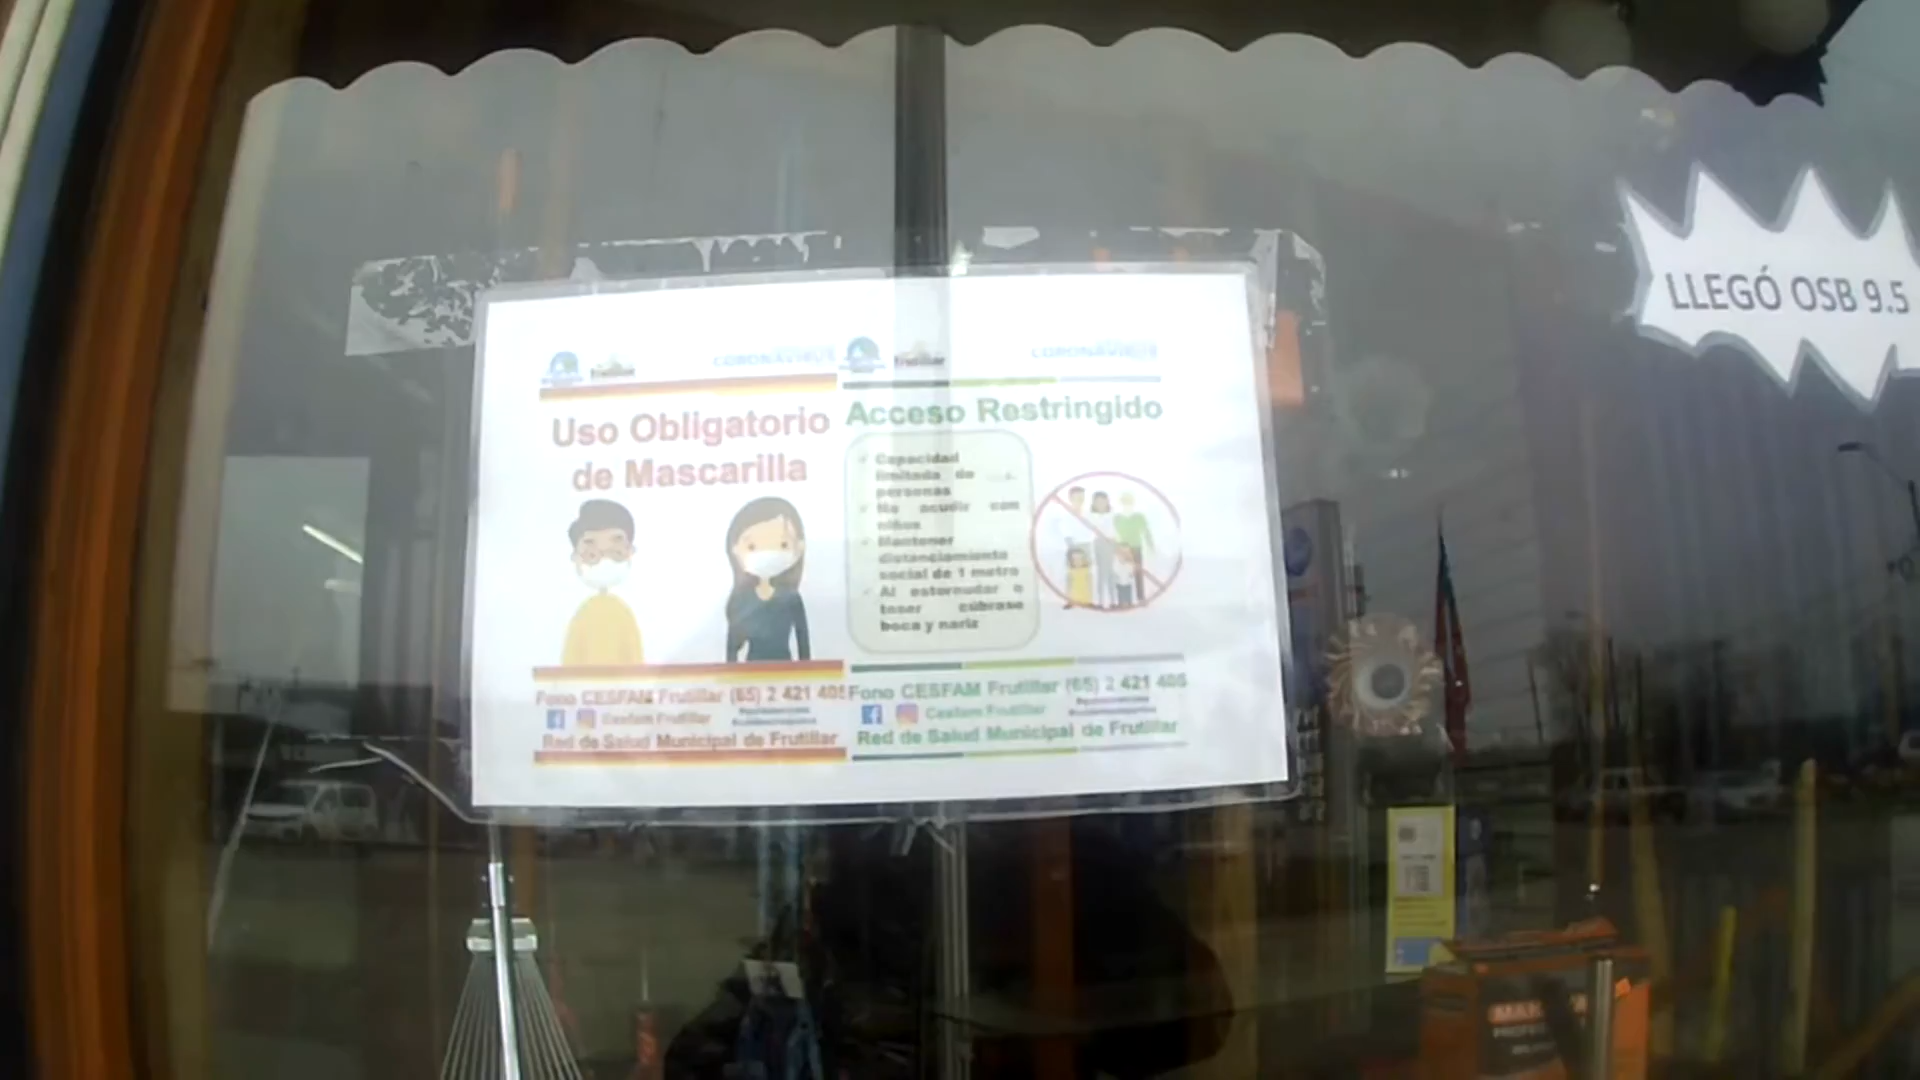 Frutillar
CORONAVIRUS
Uso Obligatorio
de Mascarilla
Fono CESFAM Frutillar (65) 2 421 405
Cesfam Frutillar
Red de Salud Municipal de Frutillar
Frutillar
CORONAVIRUS
Acceso Restringido
Capacidad
limitada de
personas
No acudir con
niños
Mantener
distanciamiento
social de 1 metro
Al estornudar o
toser cúbrase
boca y nariz
Fono CESFAM Frutillar (65) 2 421 405
Cesfam Frutillar
Red de Salud Municipal de Frutillar
LLEGÓ OSB 9.5